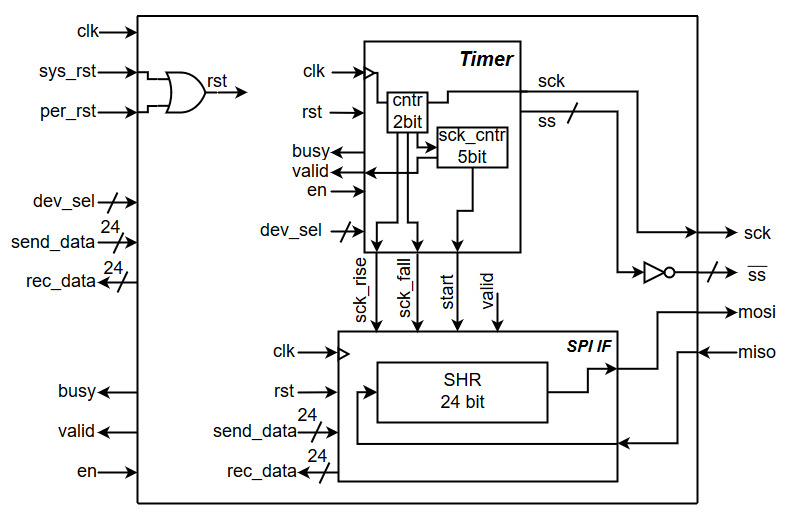 clk
sys_rst
per_rst
rst
dev_sel
send_data
24
rec_data
24
busy
valid
en
Timer
clk
rst
busy
valid
en
dev_sel
cntr
2bit
sck_cntr
5bit
sck
ss
sck_rise
sck_fall
start
valid
SPI IF
clk
rst
send_data
24
rec_data
24
SHR
24 bit
sck
ss
mosi
miso